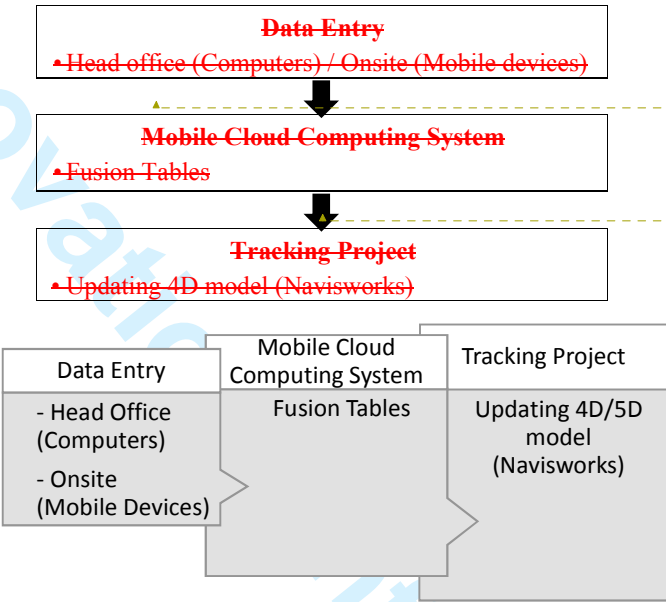 Data Entry
• Head office (Computers) / Onsite (Mobile devices)
Mobile Cloud Computing System
• Fusion Tables
Tracking Project
• Updating 4D model (Navisworks)
Data Entry
- Head Office
(Computers)
- Onsite
(Mobile Devices)
Mobile Cloud
Computing System
Fusion Tables
Tracking Project
Updating 4D/5D
model
(Navisworks)